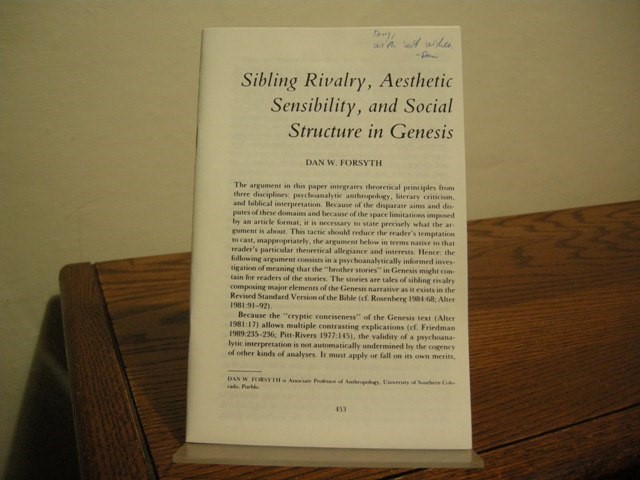 Tony,
with best wishes
-Dan
Sibling Rivalry, Aesthetic
Sensibility, and Social
Structure in Genesis
DAN W. FORSYTH
The argument in this paper integrates theoretical principles from
three disciplines: psychoanalytic anthropology, literary criticism,
and biblical interpretation. Because of the disparate aims and dis-
putes of these domains and because of the space limitations imposed
by an article format, it is necessary to state precisely what the ar-
gument is about. This tactic should reduce the reader's temptation
to cast, inappropriately, the argument below in terms native to that
reader's particular theoretical allegiance and interests. Hence: the
following argument consists in a psychoanalytically informed inves-
tigation of meaning that the "brother stories" in Genesis might con-
tain for readers of the stories. The stories are tales of sibling rivalry
composing major elements of the Genesis narrative as it exists in the
Revised Standard Version of the Bible (cf. Rosenberg 1984:68; Alter
1981:91–92).
Because the "cryptic conciseness" of the Genesis text (Alter
1981:17) allows multiple contrasting explications (cf. Friedman
1989:235–236; Pitt-Rivers 1977:145), the validity of a psychoana-
lytic interpretation is not automatically undermined by the cogency
of other kinds of analyses. It must apply or fall on its own merits,
DAN W. FORSYTH is Associate Professor of Anthropology, University of Southern Colo-
rado, Pueblo.
453